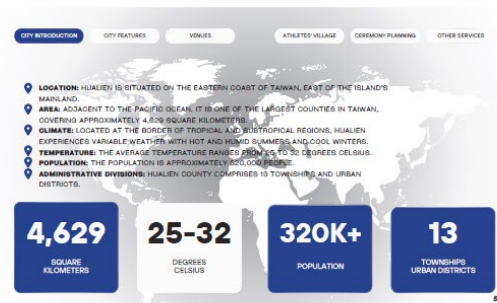 CITY INTRODUCTION
CITY FEATURES
VENUES
ATHLETES' VILLAGE
CEREMONY PLANNING
OTHER SERVICES
LOCATION: HUALIEN IS SITUATED ON THE EASTERN COAST OF TAIWAN, EAST OF THE ISLAND'S
MAINLAND.
AREA: ADJACENT TO THE PACIFIC OCEAN, IT IS ONE OF THE LARGEST COUNTIES IN TAIWAN,
COVERING APPROXIMATELY 4,629 SQUARE KILOMETERS.
CLIMATE: LOCATED AT THE BORDER OF TROPICAL AND SUBTROPICAL REGIONS, HUALIEN
EXPERIENCES VARIABLE WEATHER WITH HOT AND HUMID SUMMERS AND COOL WINTERS.
TEMPERATURE: THE AVERAGE TEMPERATURE RANGES FROM 25 TO 32 DEGREES CELSIUS.
POPULATION: THE POPULATION IS APPROXIMATELY 320,000 PEOPLE.
ADMINISTRATIVE DIVISIONS: HUALIEN COUNTY COMPRISES 13 TOWNSHIPS AND URBAN
DISTRICTS.
4,629
SQUARE
KILOMETERS
25-32
DEGREES
CELSIUS
320K+
POPULATION
13
TOWNSHIPS
URBAN DISTRICTS